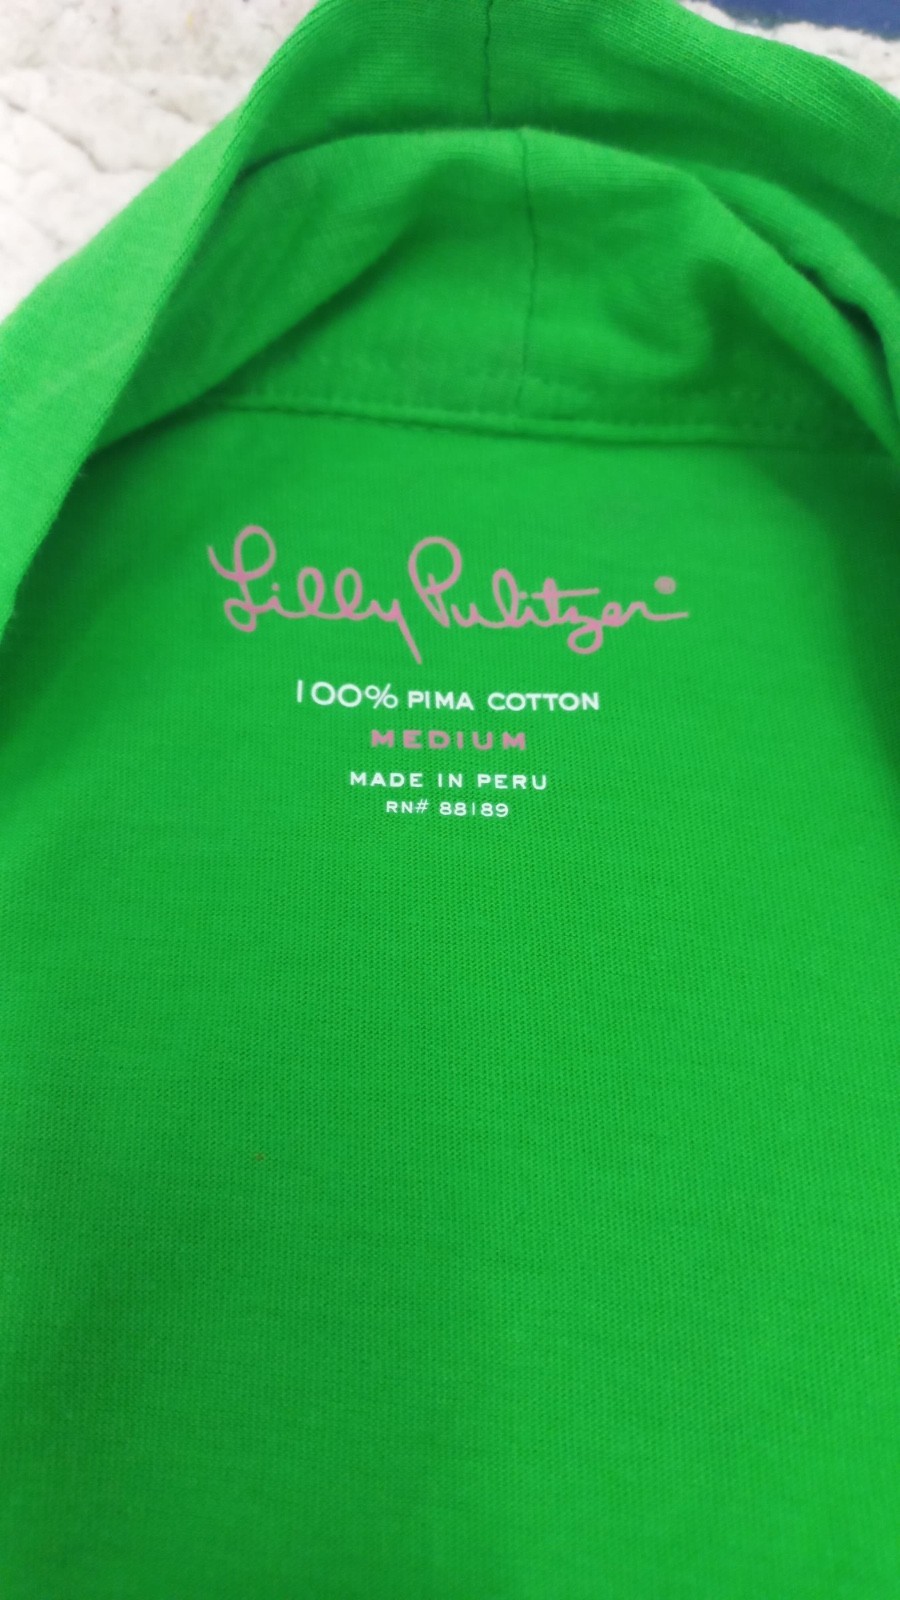 Lilly Pulitzer®
100% PIMA COTTON
MEDIUM
MADE IN PERU
RN# 88189